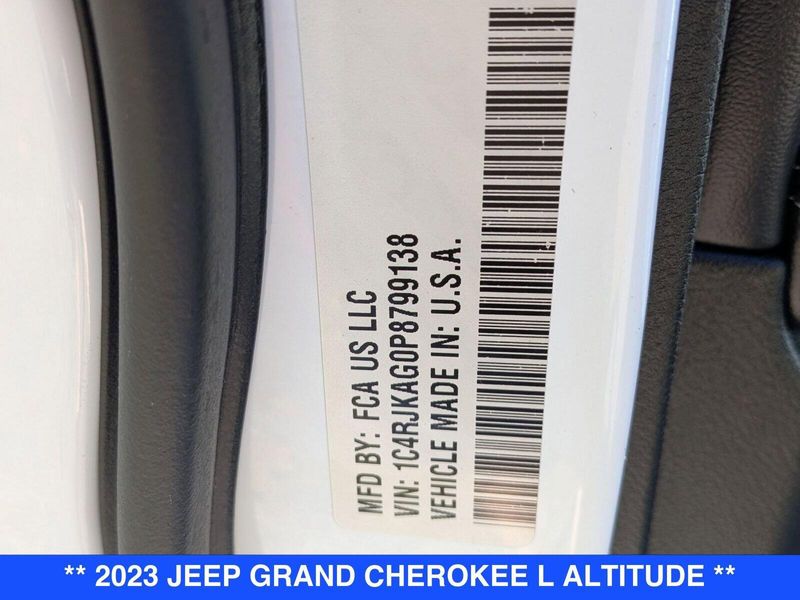 MFD BY: FCA US LLC
VIN: 1C4RJKAG0P8799138
VEHICLE MADE IN: U.S.A.
** 2023 JEEP GRAND CHEROKEE L ALTITUDE **